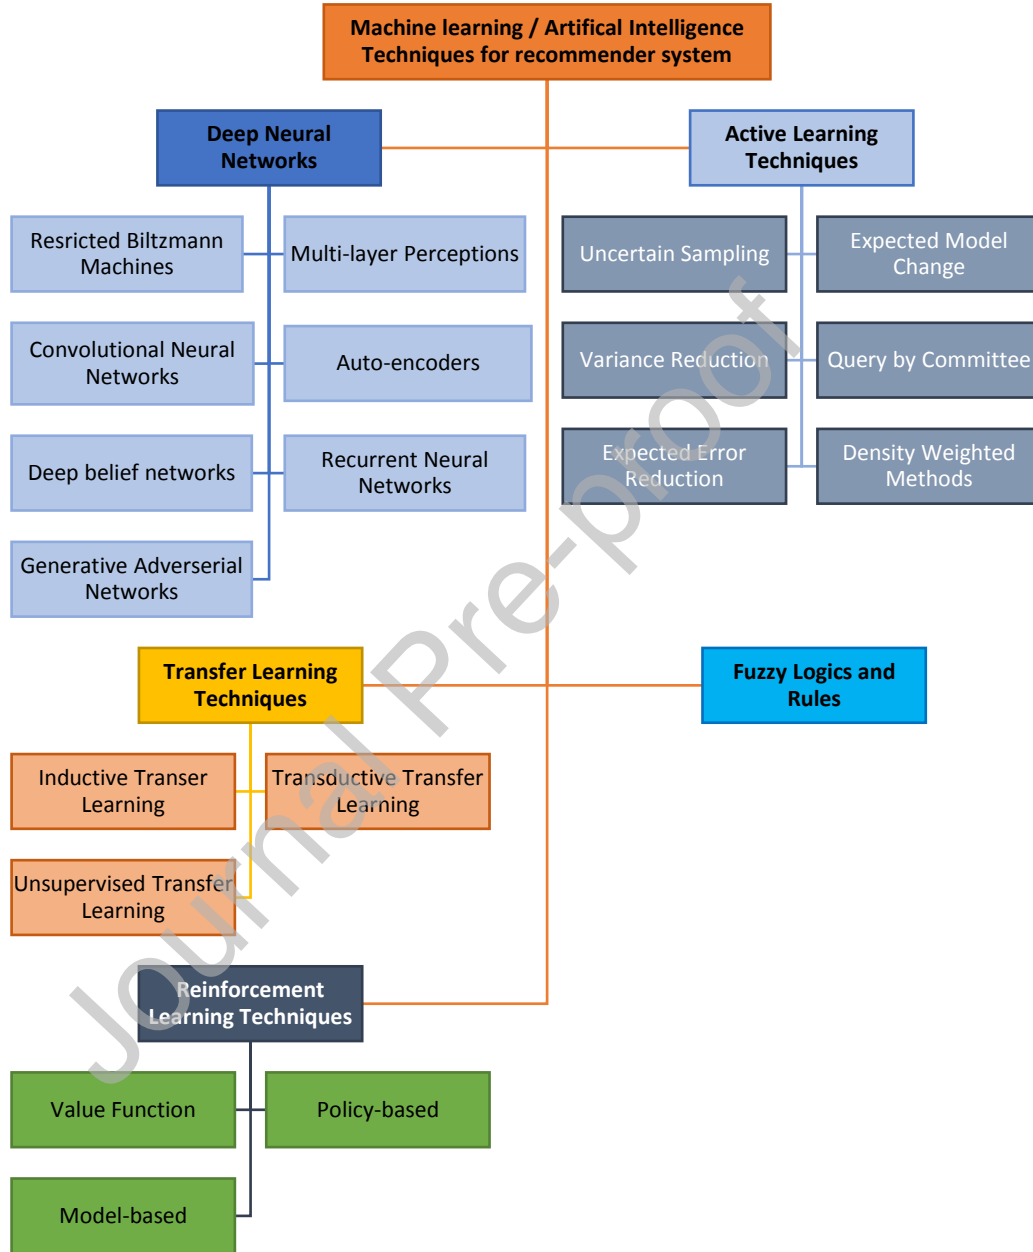 Machine learning / Artifical Intelligence
Techniques for recommender system
Deep Neural
Networks
Active Learning
Techniques
Resricted Biltzmann
Machines
Multi-layer Perceptions
Uncertain Sampling
Expected Model
Change
Convolutional Neural
Networks
Auto-encoders
Variance Reduction
Query by Committee
Deep belief networks
Recurrent Neural
Networks
Expected Error
Reduction
Density Weighted
Methods
Generative Adverserial
Networks
Transfer Learning
Techniques
Fuzzy Logics and
Rules
Inductive Transer
Learning
Transductive Transfer
Learning
Unsupervised Transfer
Learning
Reinforcement
Learning Techniques
Value Function
Policy-based
Model-based
Journal Pre-proof